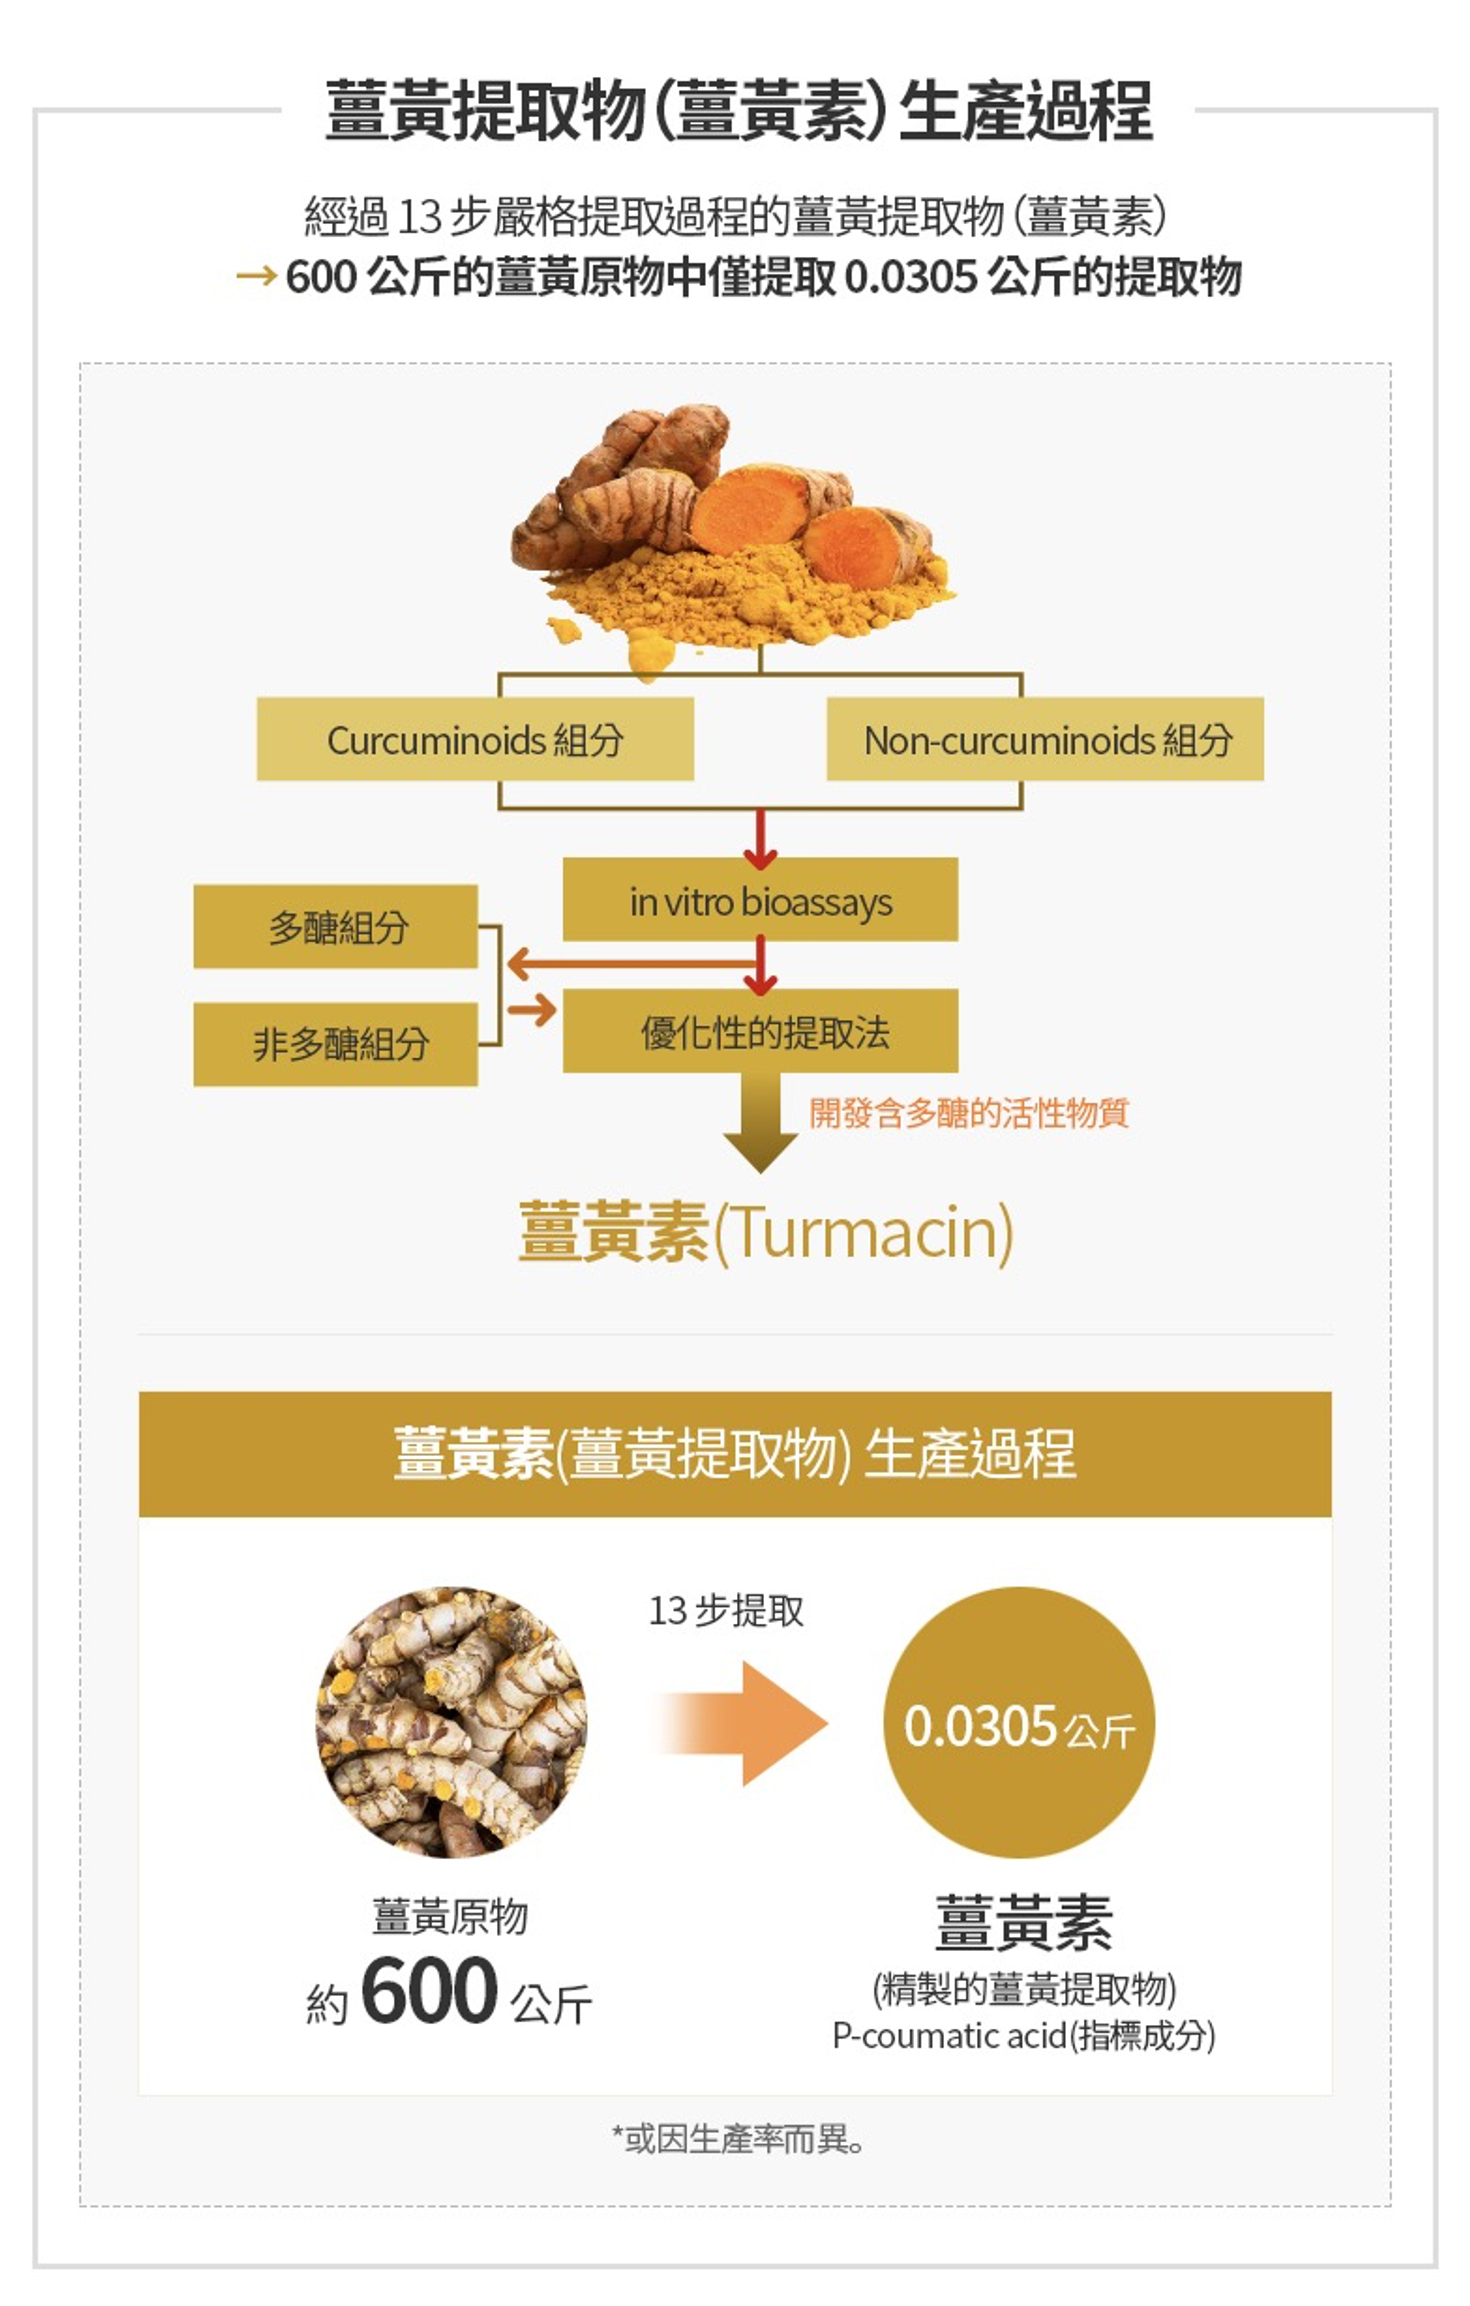 薑黃提取物(薑黃素)生產過程
經過 13 步嚴格提取過程的薑黃提取物(薑黃素)
→ 600 公斤的薑黃原物中僅提取 0.0305 公斤的提取物
Curcuminoids 組分
Non-curcuminoids 組分
in vitro bioassays
多醣組分
非多醣組分
優化性的提取法
開發含多醣的活性物質
薑黃素(Turmacin)
薑黃素(薑黃提取物) 生產過程
13 步提取
0.0305 公斤
薑黃原物
約 600 公斤
薑黃素
(精製的薑黃提取物)
P-coumatic acid(指標成分)
*或因生產率而異。